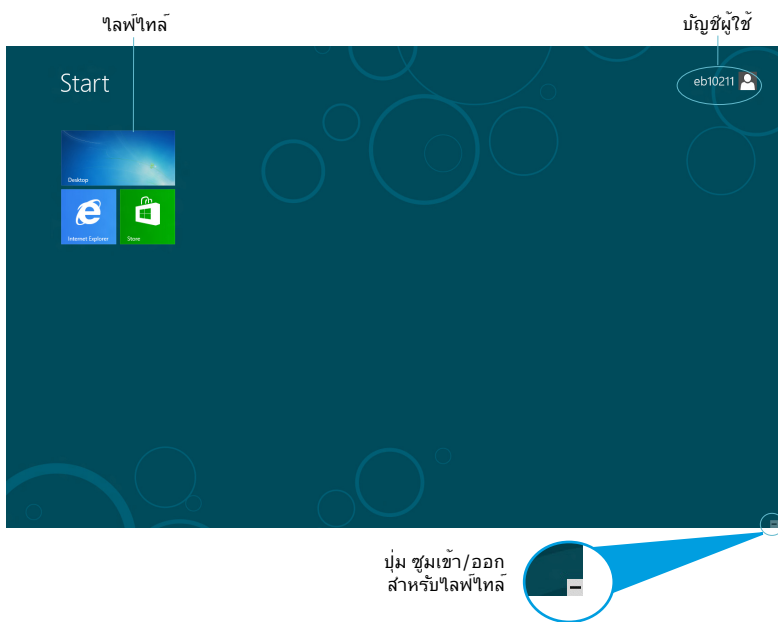 ไลฟ์ไทล์
บัญชีผู้ใช้
Start
eb10211
Desktop
Internet Explorer
Store
ปุ่ม ซูมเข้า/ออก
สำหรับไลฟ์ไทล์